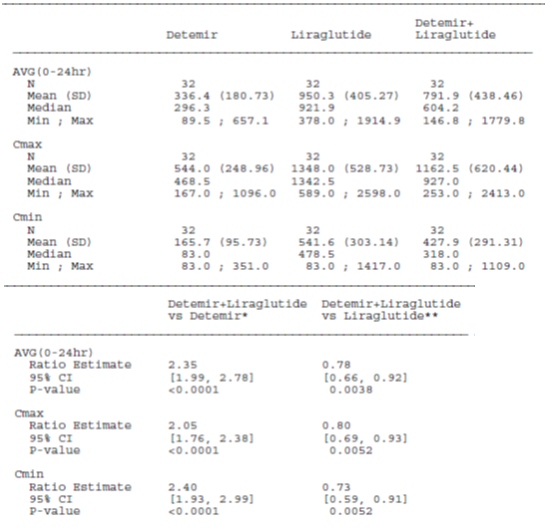 Detemir Liraglutide Detemir+ Liraglutide
AVG(0-24hr)
N 32 32 32
Mean (SD) 336.4 (180.73) 950.3 (405.27) 791.9 (438.46)
Median 296.3 921.9 604.2
Min ; Max 89.5 ; 657.1 378.0 ; 1914.9 146.8 ; 1779.8
Cmax
N 32 32 32
Mean (SD) 544.0 (248.96) 1348.0 (528.73) 1162.5 (620.44)
Median 468.5 1342.5 927.0
Min ; Max 167.0 ; 1096.0 589.0 ; 2598.0 253.0 ; 2413.0
Cmin
N 32 32 32
Mean (SD) 165.7 (95.73) 541.6 (303.14) 427.9 (291.31)
Median 83.0 478.5 318.0
Min ; Max 83.0 ; 351.0 83.0 ; 1417.0 83.0 ; 1109.0
Detemir+Liraglutide Detemir+Liraglutide
vs Detemir* vs Liraglutide**
AVG(0-24hr)
Ratio Estimate 2.35 0.78
95% CI [1.99, 2.78] [0.66, 0.92]
P-value <0.0001 0.0038
Cmax
Ratio Estimate 2.05 0.80
95% CI [1.76, 2.38] [0.69, 0.93]
P-value <0.0001 0.0052
Cmin
Ratio Estimate 2.40 0.73
95% CI [1.93, 2.99] [0.59, 0.91]
P-value <0.0001 0.0052